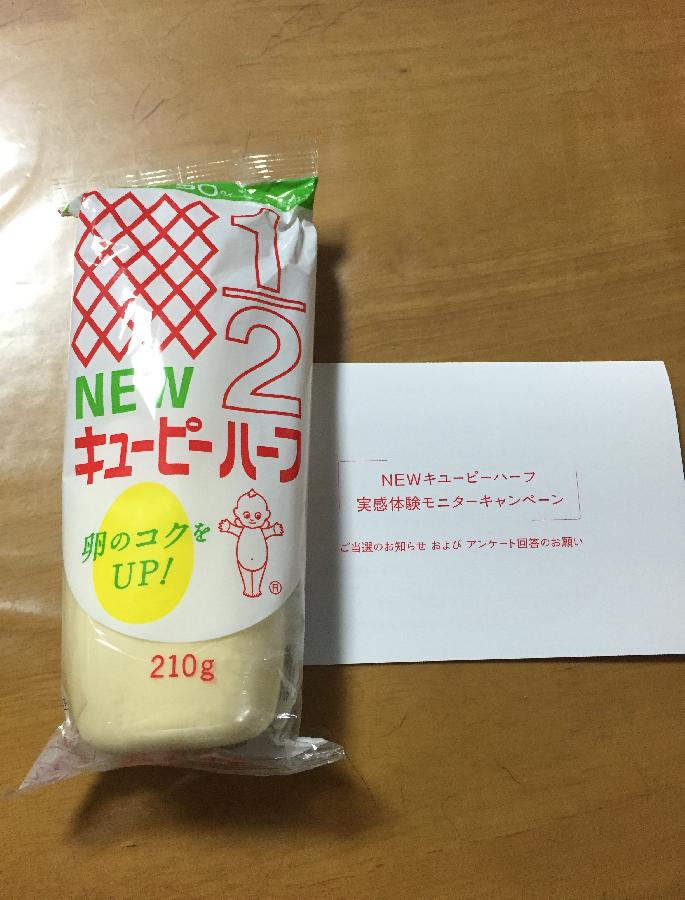 1/2
NEW
キユーピーハーフ
卵のコクを
UP!
®
210g
NEWキユーピーハーフ
実感体験モニターキャンペーン
ご当選のお知らせ および アンケート回答のお願い